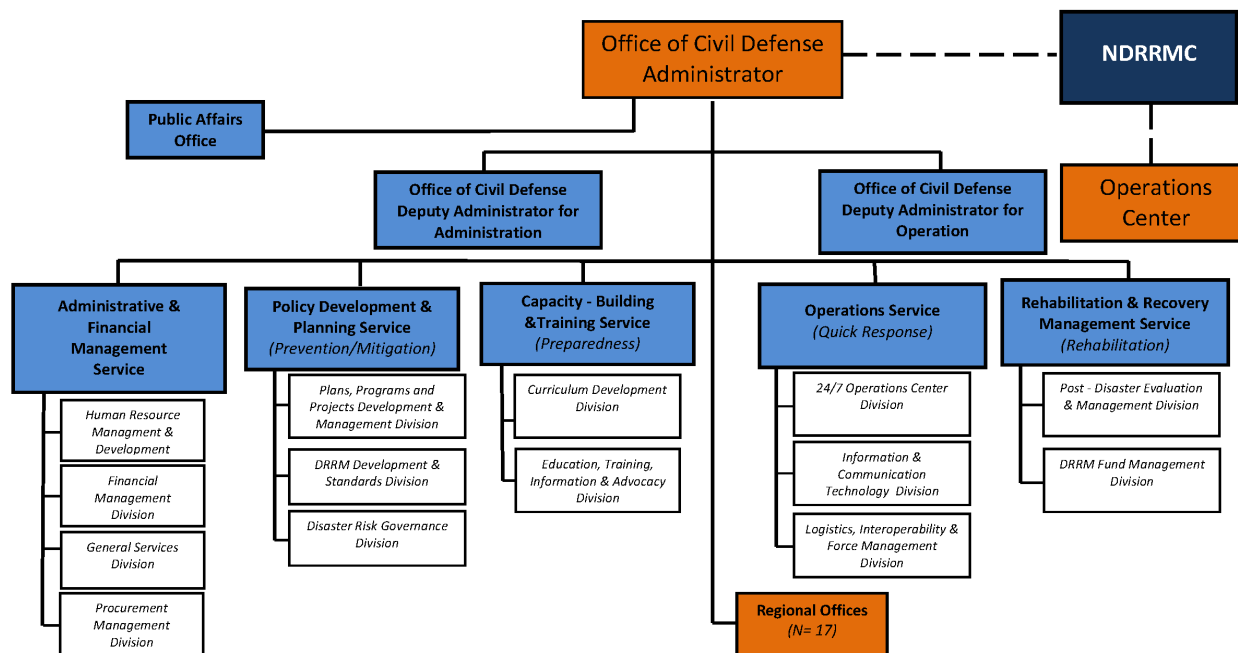 Office of Civil Defense
Administrator
NDRRMC
Public Affairs
Office
Office of Civil Defense
Deputy Administrator for
Administration
Office of Civil Defense
Deputy Administrator for
Operation
Operations
Center
Administrative &
Financial
Management
Service
Policy Development &
Planning Service
(Prevention/Mitigation)
Capacity - Building
&Training Service
(Preparedness)
Operations Service
(Quick Response)
Rehabilitation & Recovery
Management Service
(Rehabilitation)
Human Resource
Managment &
Development
Financial
Management
Division
General Services
Division
Procurement
Management
Division
Plans, Programs and
Projects Development &
Management Division
DRRM Development &
Standards Division
Disaster Risk Governance
Division
Curriculum Development
Division
Education, Training,
Information & Advocacy
Division
24/7 Operations Center
Division
Information &
Communication
Technology  Division
Logistics, Interoperability &
Force Management
Division
Post - Disaster Evaluation
& Management Division
DRRM Fund Management
Division
Regional Offices
(N= 17)